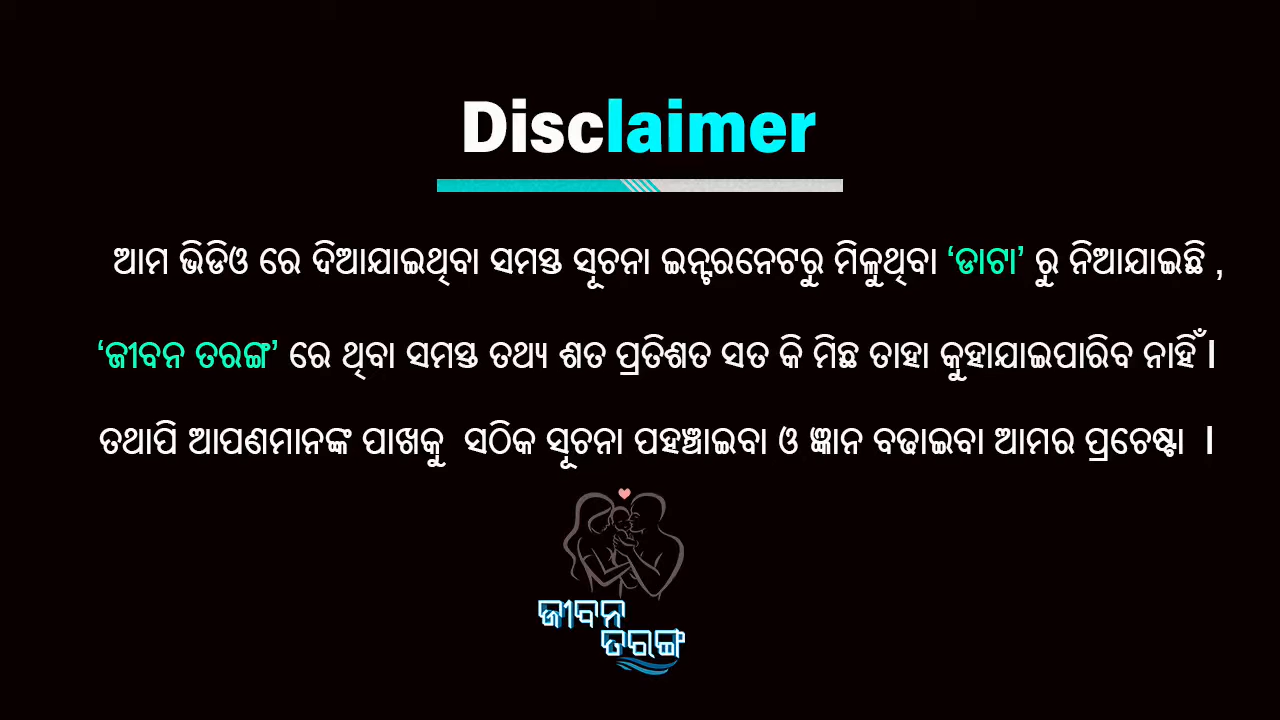 Disclaimer
ଆମ ଭିଡିଓ ରେ ଦିଆଯାଇଥିବା ସମସ୍ତ ସୂଚନା ଇନ୍ଟରନେଟରୁ ମିଳୁଥିବା ‘ଡାଟା’ ରୁ ନିଆଯାଇଛି ,
‘ଜୀବନ ତରଙ୍ଗ’ ରେ ଥିବା ସମସ୍ତ ତଥ୍ୟ ଶତ ପ୍ରତିଶତ ସତ କି ମିଛ ତାହା କୁହାଯାଇପାରିବ ନାହିଁ ।
ତଥାପି ଆପଣମାନଙ୍କ ପାଖକୁ ସଠିକ ସୂଚନା ପହଞ୍ଚାଇବା ଓ ଜ୍ଞାନ ବଢାଇବା ଆମର ପ୍ରଚେଷ୍ଟା ।
ଜୀବନ
ତରଙ୍ଗ